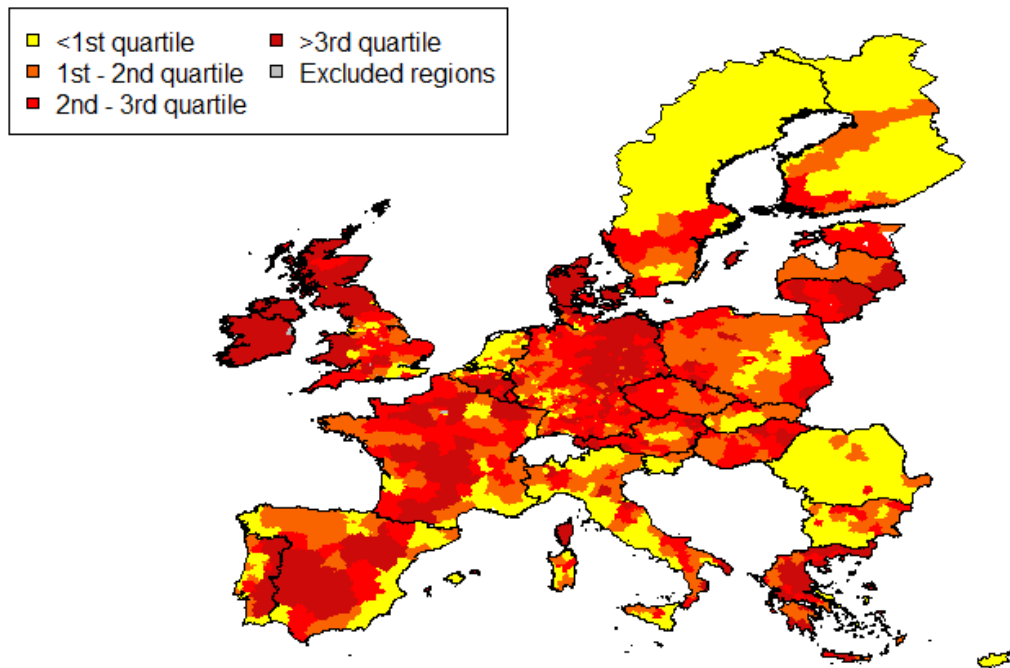 <1st quartile
1st - 2nd quartile
2nd - 3rd quartile
>3rd quartile
Excluded regions